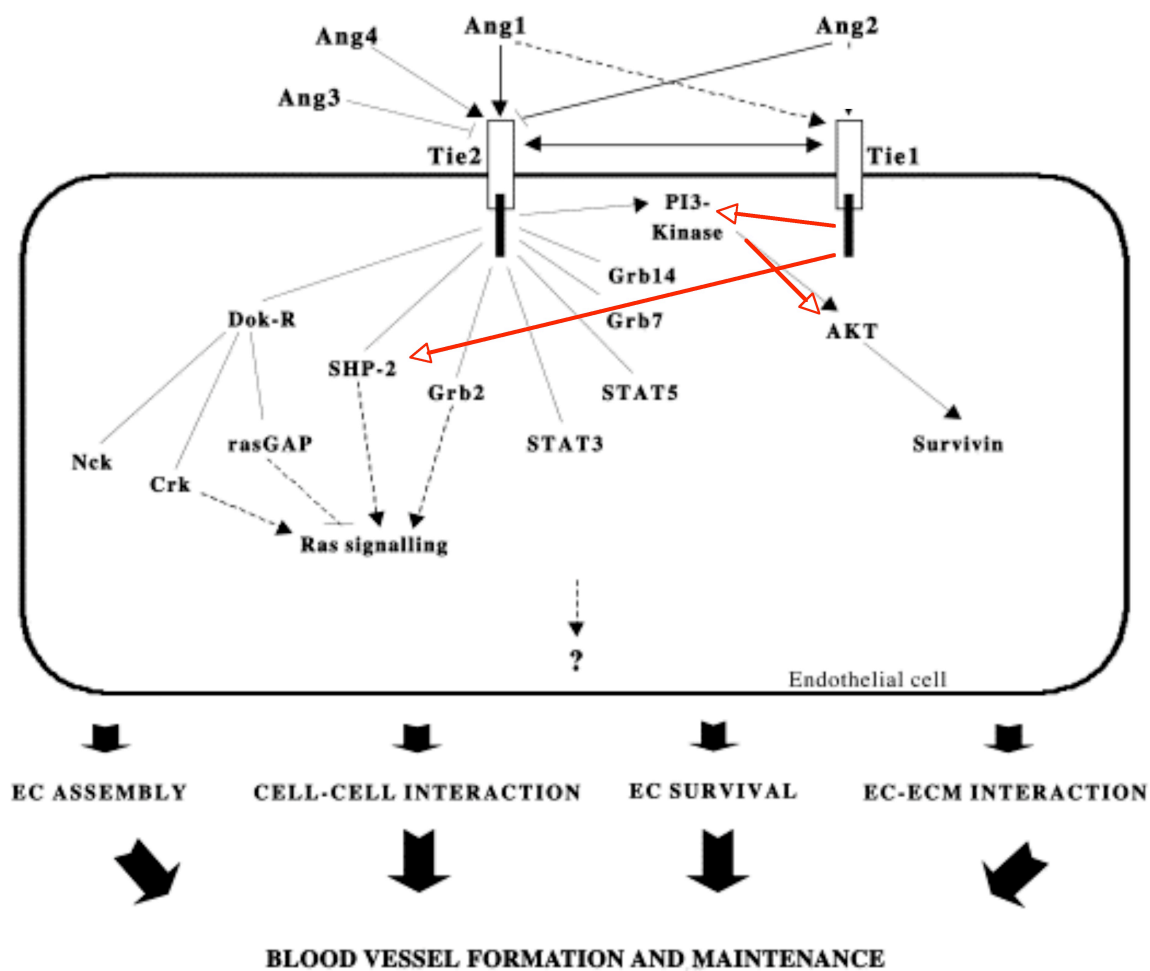 Ang4
Ang1
Ang2
Ang3
Tie2
Tie1
PI3-
Kinase
Grb14
Dok-R
Grb7
AKT
SHP-2
Grb2
STAT5
Nck
rasGAP
STAT3
Survivin
Crk
Ras signalling
?
Endothelial cell
EC ASSEMBLY
CELL-CELL INTERACTION
EC SURVIVAL
EC-ECM INTERACTION
BLOOD VESSEL FORMATION AND MAINTENANCE